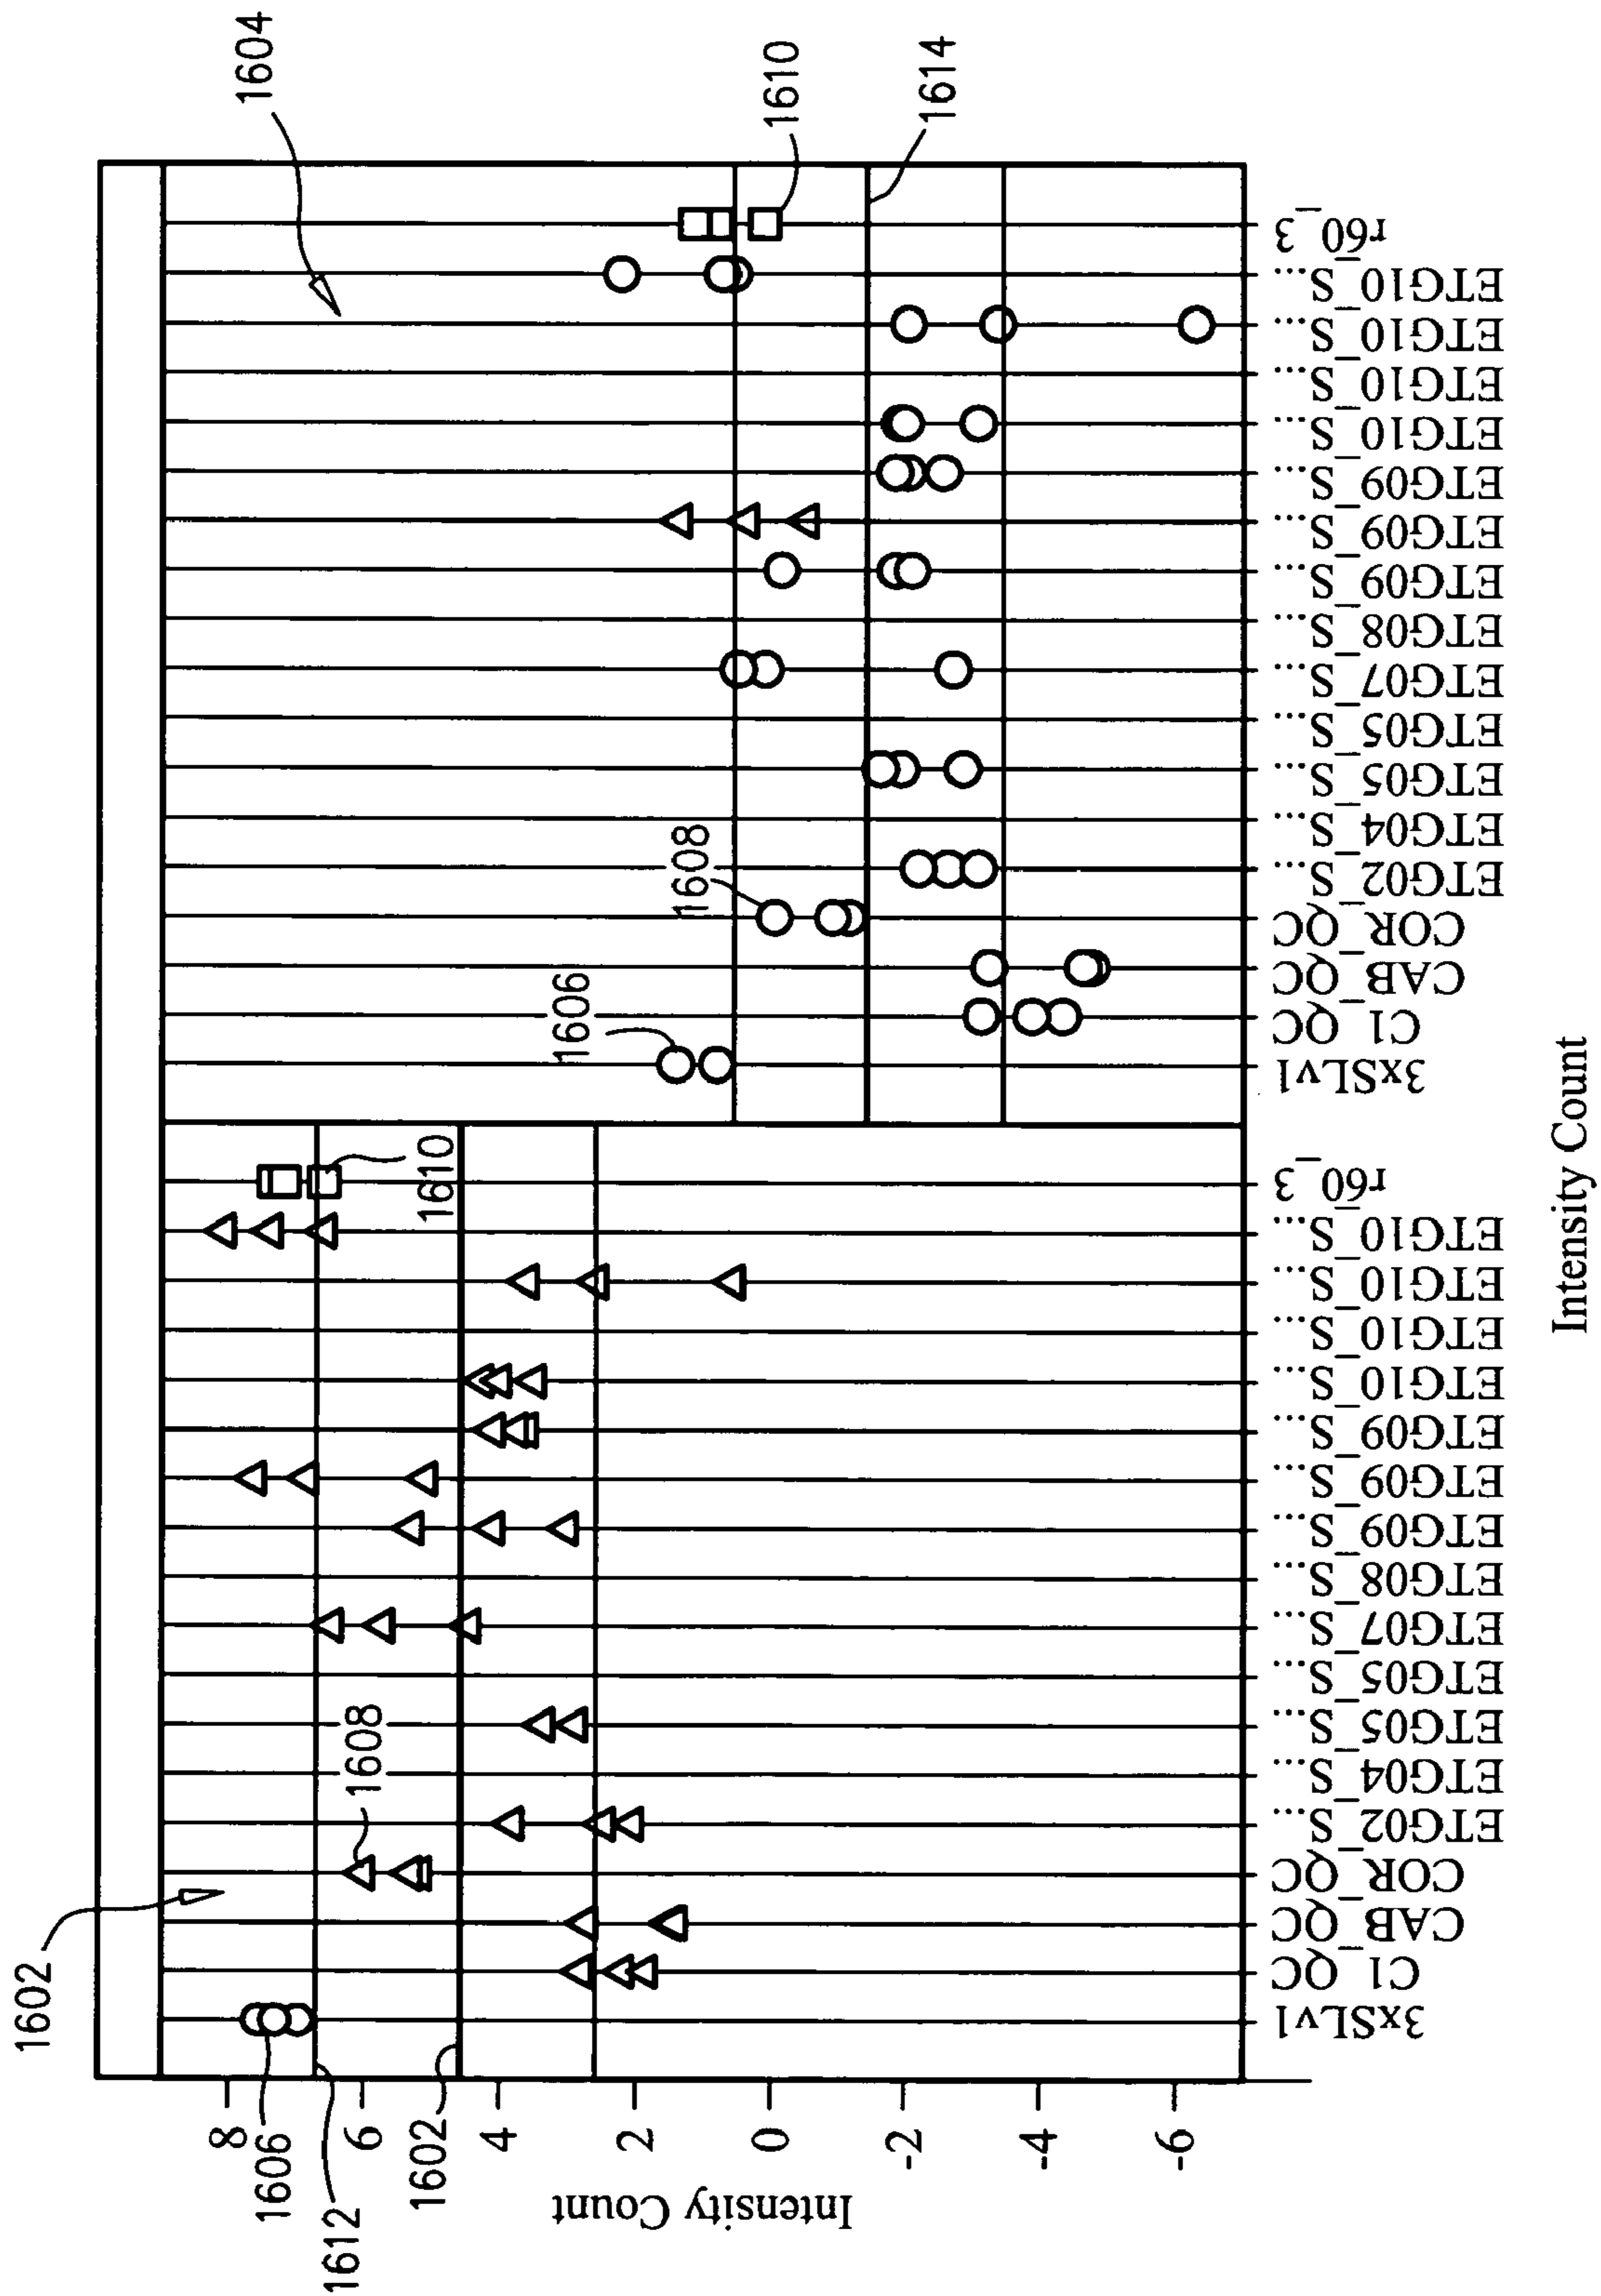 1602
1604
1606
1608
1610
1612
1602
1606
1608
1610
1614
8
6
4
2
0
-2
-4
-6
Intensity Count
3xSLv1
C1_QC
CAB_QC
COR_QC
ETG02_S...
ETG04_S...
ETG05_S...
ETG05_S...
ETG07_S...
ETG08_S...
ETG09_S...
ETG09_S...
ETG09_S...
ETG10_S...
ETG10_S...
ETG10_S...
ETG10_S...
r60_3
3xSLv1
C1_QC
CAB_QC
COR_QC
ETG02_S...
ETG04_S...
ETG05_S...
ETG05_S...
ETG07_S...
ETG08_S...
ETG09_S...
ETG09_S...
ETG09_S...
ETG10_S...
ETG10_S...
ETG10_S...
ETG10_S...
r60_3
Intensity Count